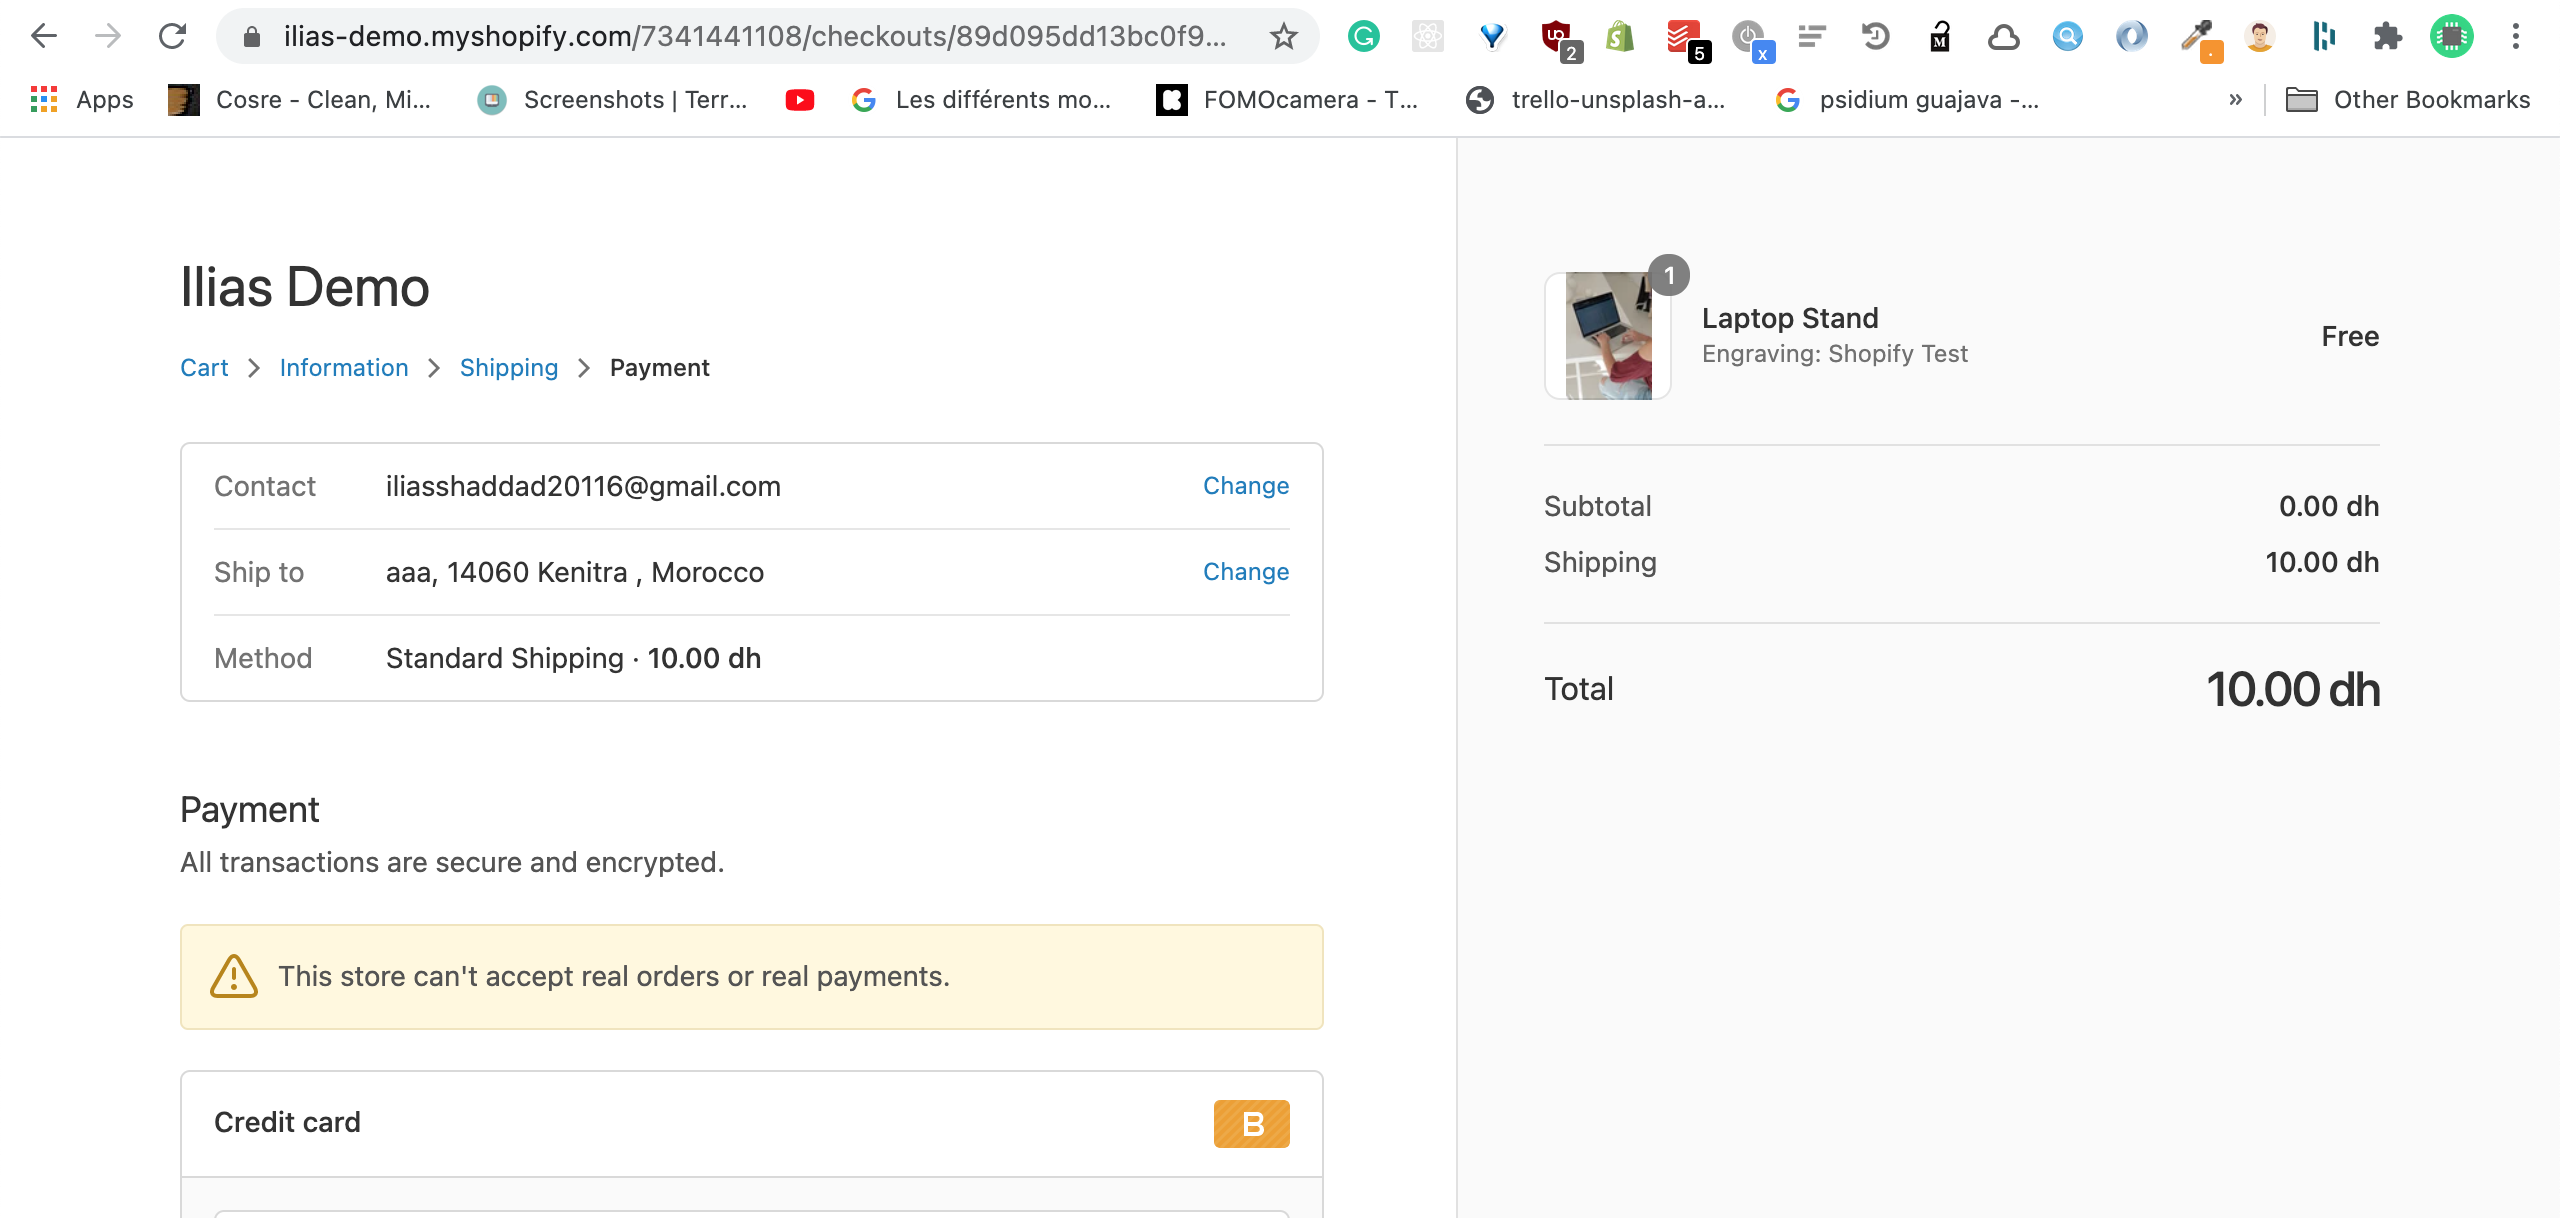 ilias-demo.myshopify.com/7341441108/checkouts/89d095dd13bc0f9...
2
5
x
M
Apps
Cosre - Clean, Mi...
Screenshots | Terr...
Les différents mo...
FOMOcamera - T...
trello-unsplash-a...
psidium guajava -...
»
Other Bookmarks
Ilias Demo
Cart > Information > Shipping > Payment
Contact iliasshaddad20116@gmail.com Change
Ship to aaa, 14060 Kenitra , Morocco Change
Method Standard Shipping · 10.00 dh
Payment
All transactions are secure and encrypted.
This store can't accept real orders or real payments.
Credit card B
1
Laptop Stand
Engraving: Shopify Test
Free
Subtotal 0.00 dh
Shipping 10.00 dh
Total 10.00 dh